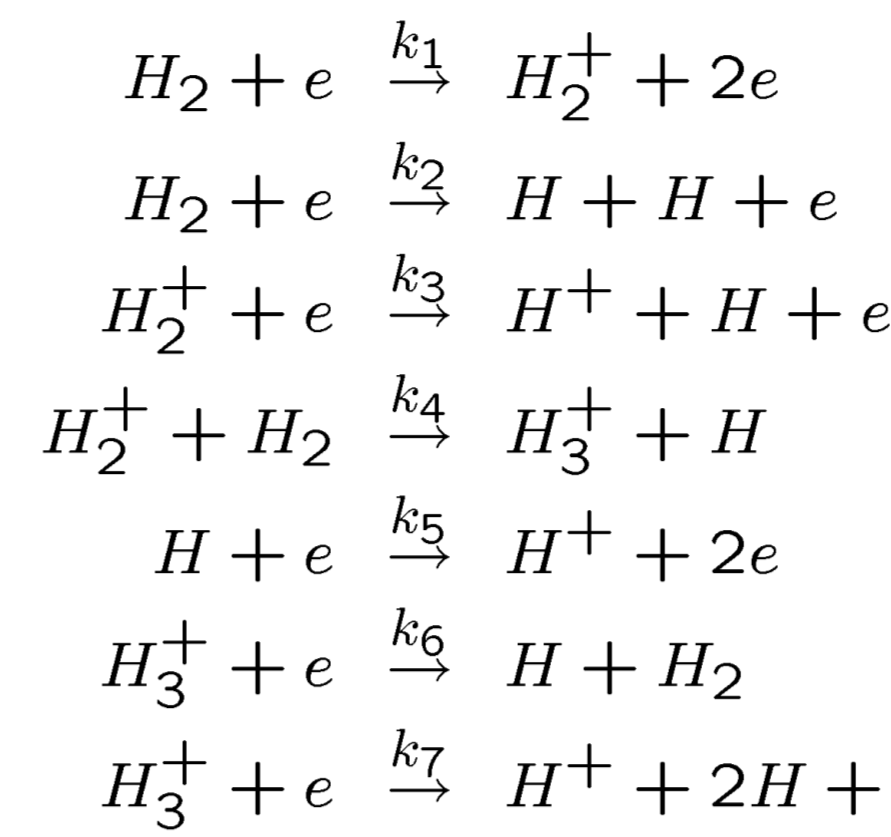 H₂ + e →k₁ H₂⁺ + 2e
H₂ + e →k₂ H + H + e
H₂⁺ + e →k₃ H⁺ + H + e
H₂⁺ + H₂ →k₄ H₃⁺ + H
H + e →k₅ H⁺ + 2e
H₃⁺ + e →k₆ H + H₂
H₃⁺ + e →k₇ H⁺ + 2H +